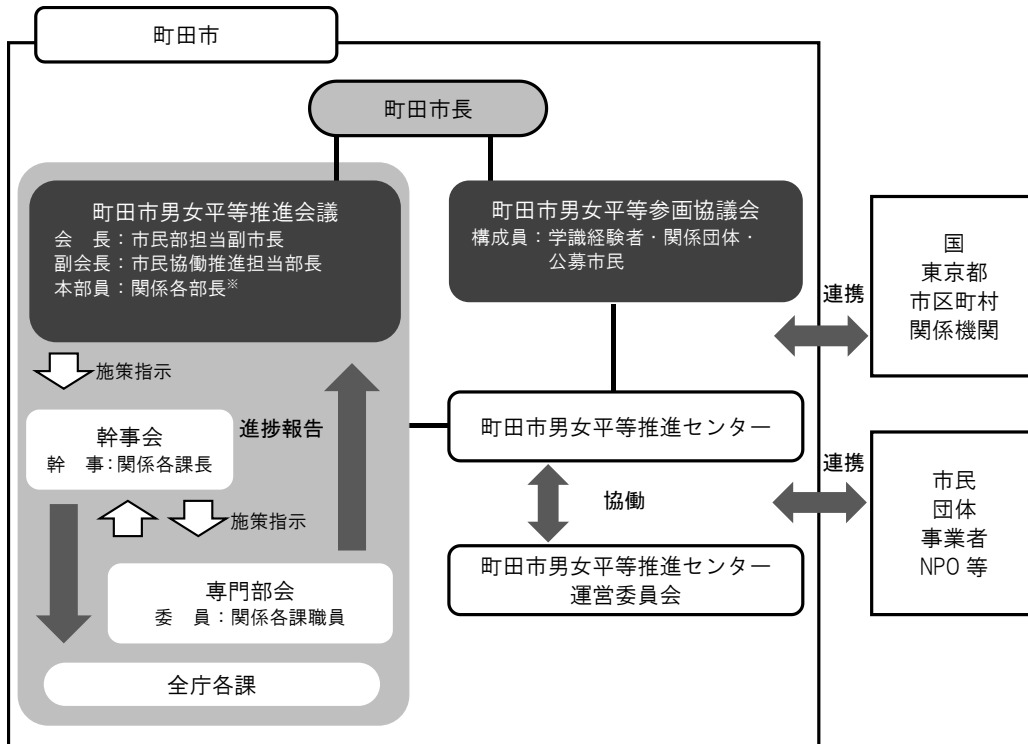 町田市
町田市長
町田市男女平等推進会議
会　長：市民部担当副市長
副会長：市民協働推進担当部長
本部員：関係各部長※
町田市男女平等参画協議会
構成員：学識経験者・関係団体・
公募市民
施策指示
幹事会
幹　事：関係各課長
進捗報告
施策指示
専門部会
委　員：関係各課職員
全庁各課
町田市男女平等推進センター
協働
町田市男女平等推進センター
運営委員会
連携
国
東京都
市区町村
関係機関
連携
市民
団体
事業者
NPO 等